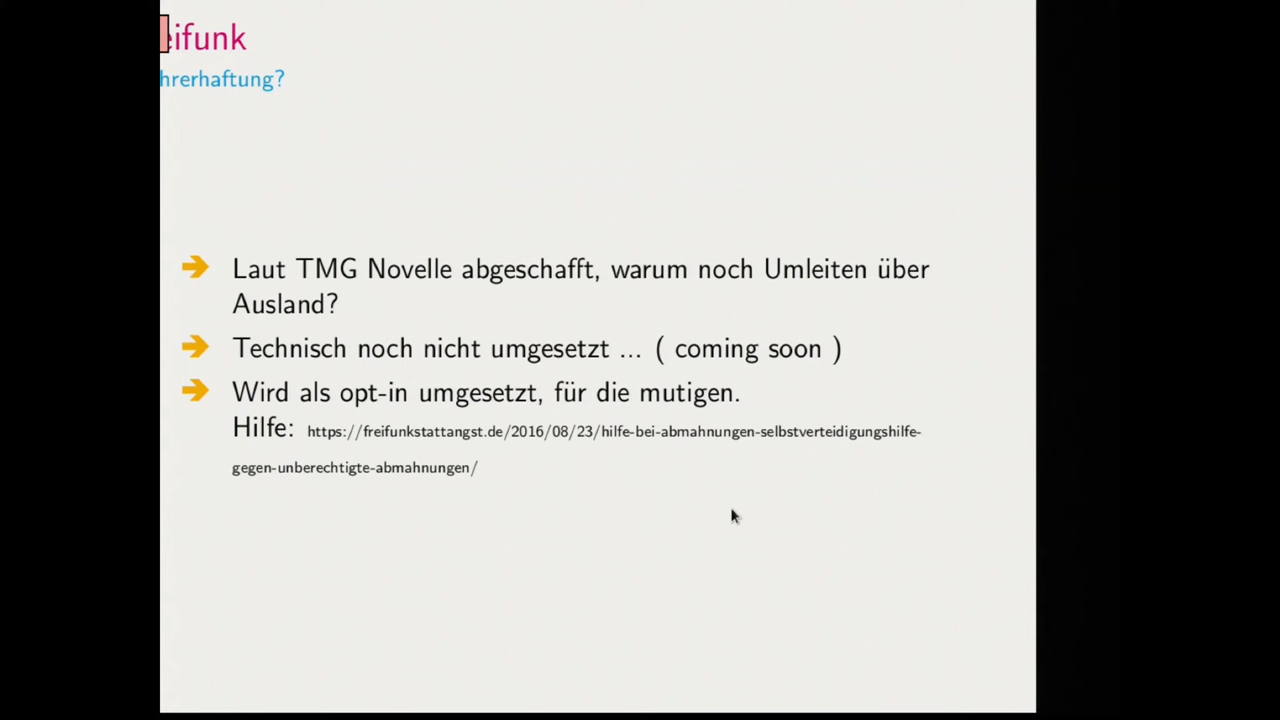 eifunk
hrerhaftung?
Laut TMG Novelle abgeschafft, warum noch Umleiten über
Ausland?
Technisch noch nicht umgesetzt ... ( coming soon )
Wird als opt-in umgesetzt, für die mutigen.
Hilfe: https://freifunkstattangst.de/2016/08/23/hilfe-bei-abmahnungen-selbstverteidigungshilfe-
gegen-unberechtigte-abmahnungen/